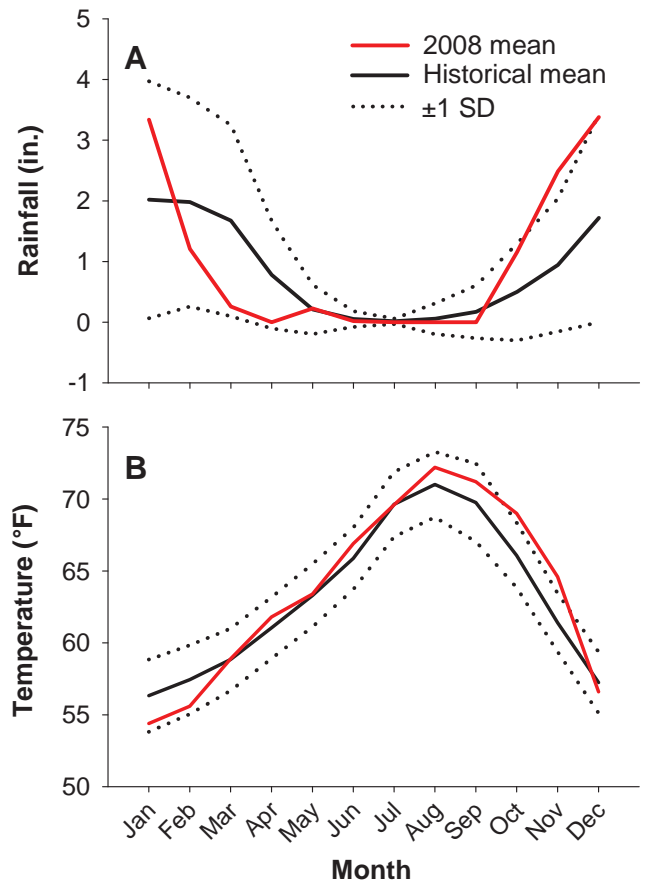 A
2008 mean
Historical mean
±1 SD
Rainfall (in.)
5
4
3
2
1
0
-1
B
Temperature (°F)
75
70
65
60
55
50
Jan Feb Mar Apr May Jun Jul Aug Sep Oct Nov Dec
Month